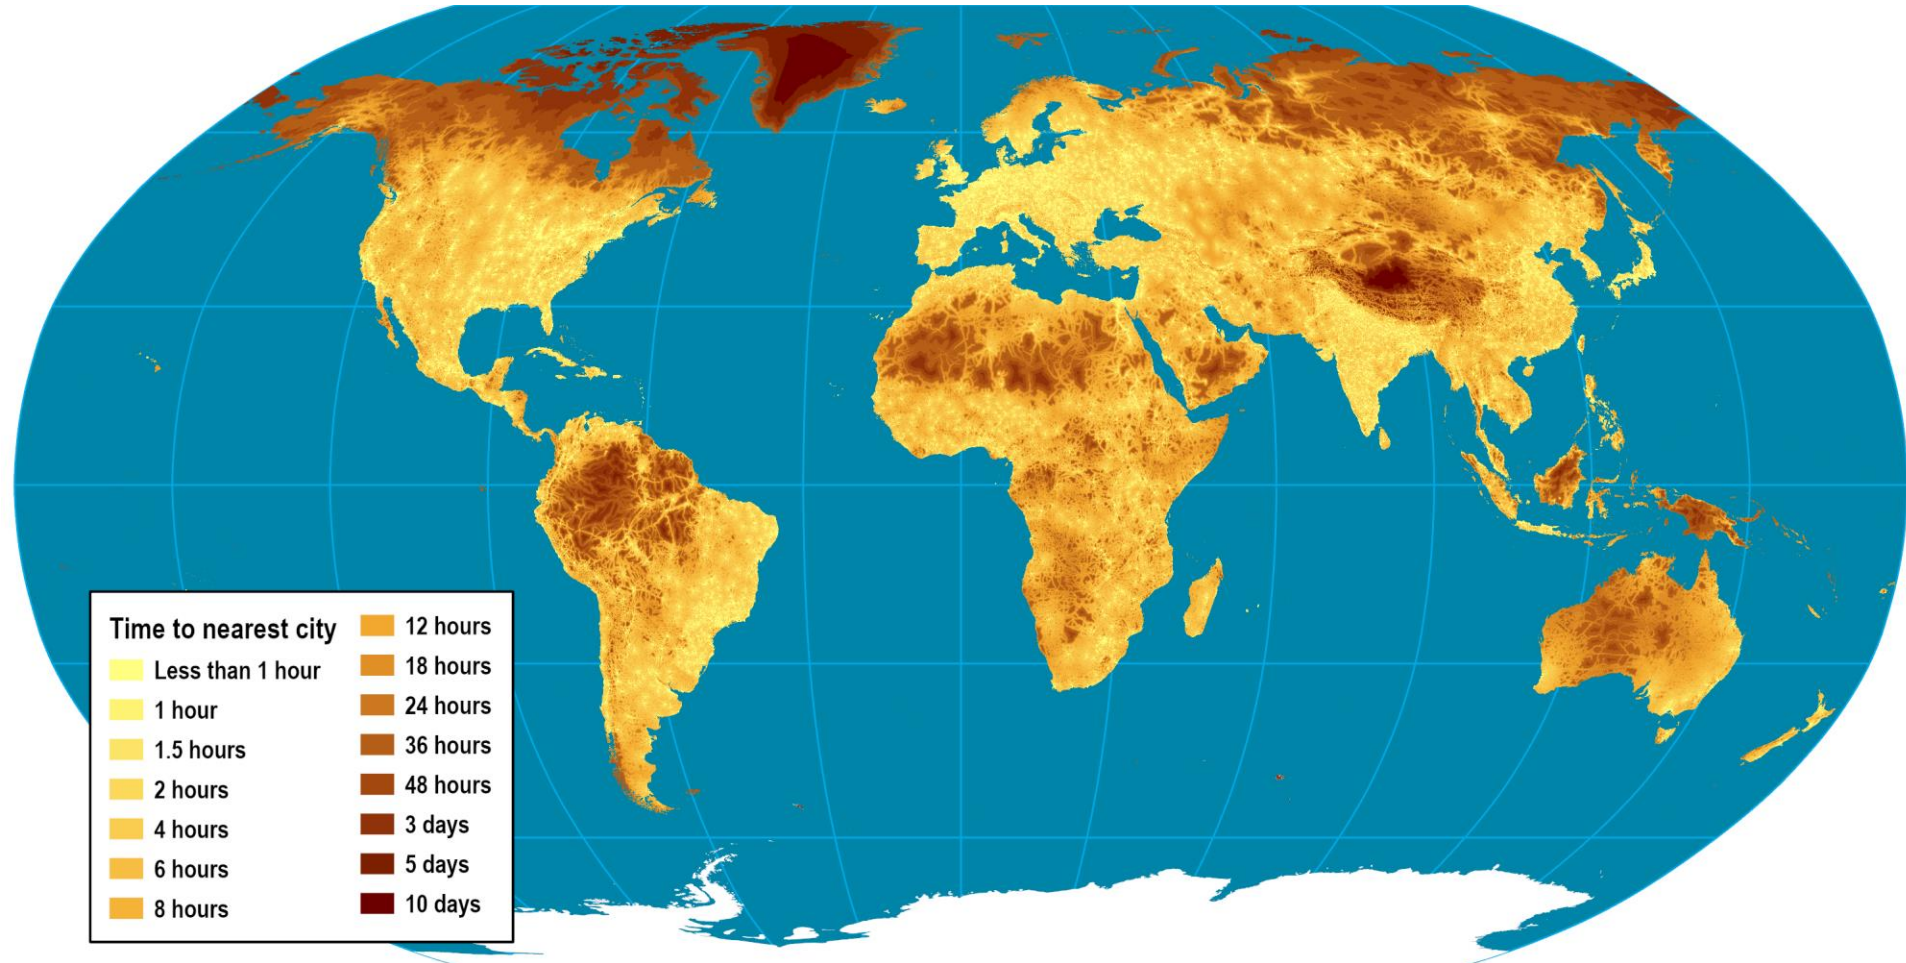 Time to nearest city
Less than 1 hour
1 hour
1.5 hours
2 hours
4 hours
6 hours
8 hours
12 hours
18 hours
24 hours
36 hours
48 hours
3 days
5 days
10 days